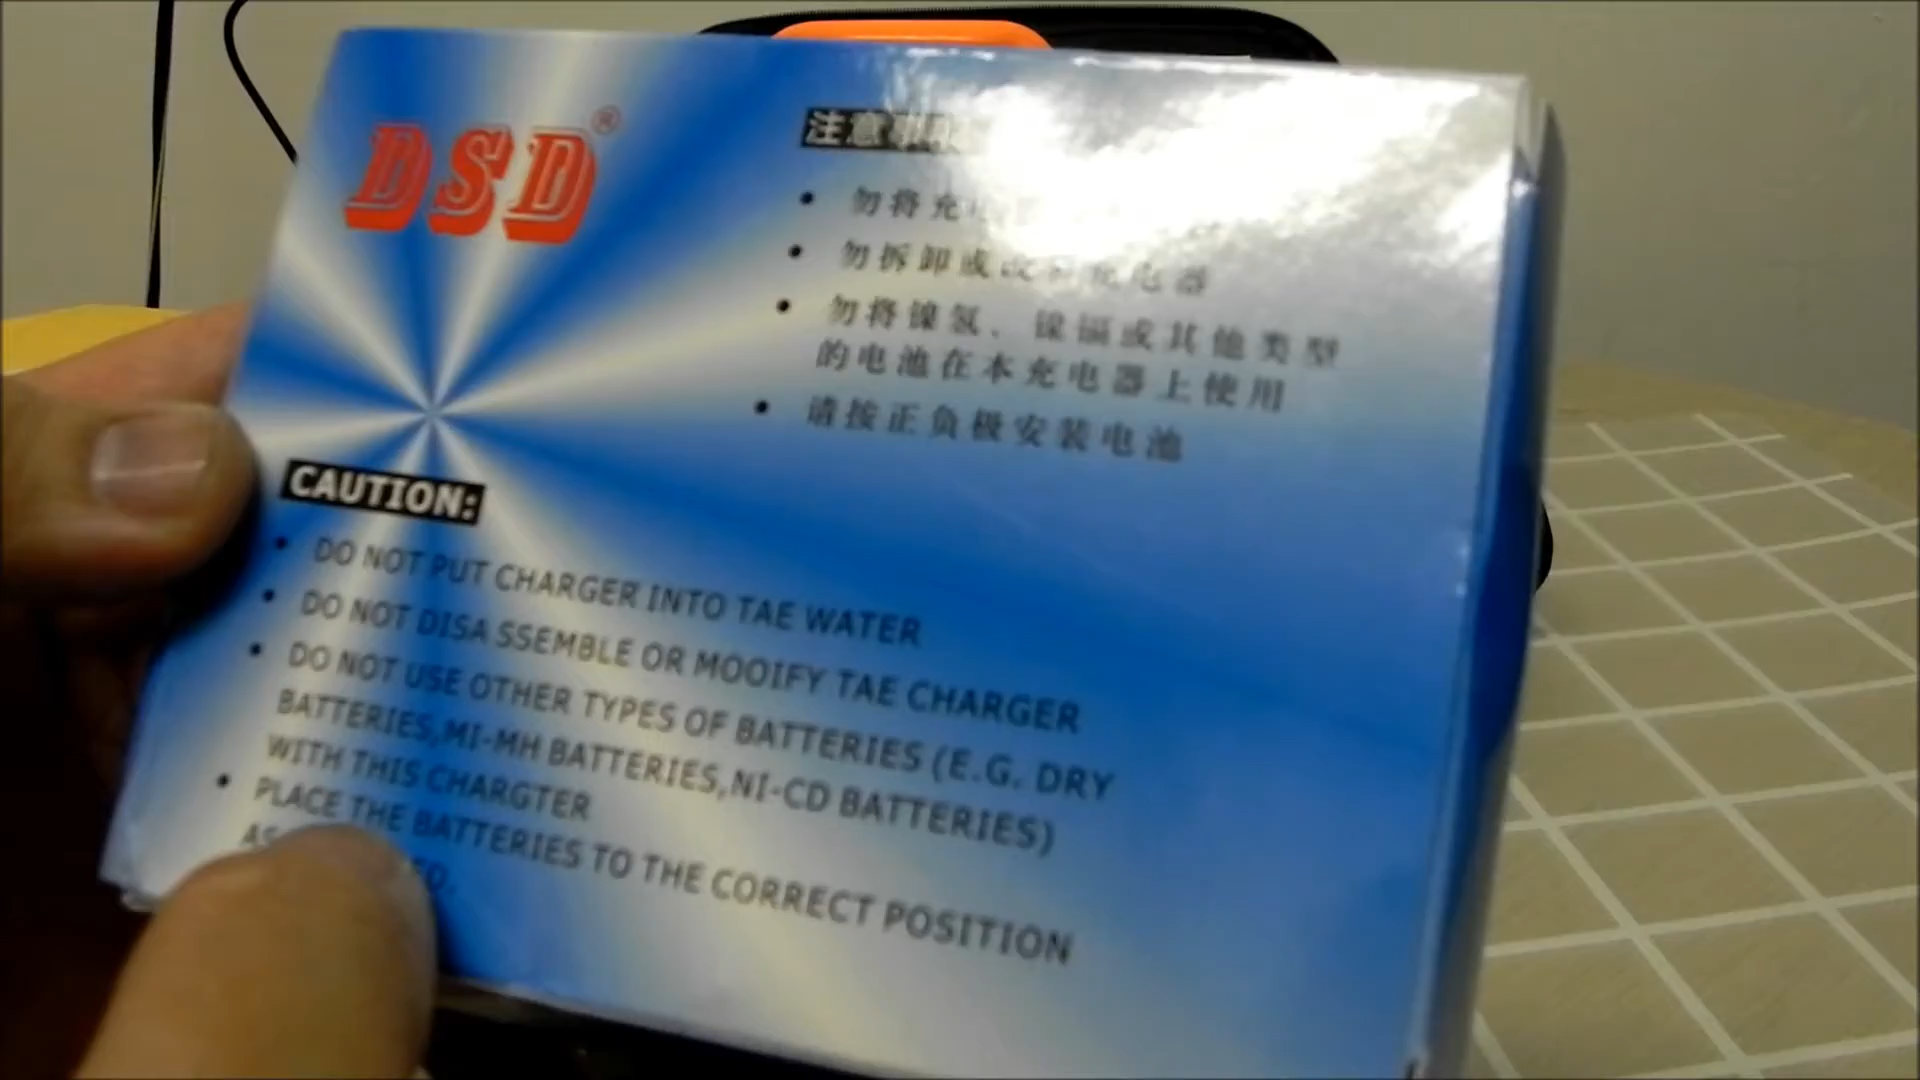 DSD®
注意事
勿将充
勿拆卸或改 充电器
勿将镍氢、镍镉或其他类型
的电池在本充电器上使用
请按正负极安装电池
CAUTION:
DO NOT PUT CHARGER INTO TAE WATER
DO NOT DISA SSEMBLE OR MOOIFY TAE CHARGER
DO NOT USE OTHER TYPES OF BATTERIES (E.G. DRY
BATTERIES,MI-MH BATTERIES,NI-CD BATTERIES)
WITH THIS CHARGTER
PLACE THE BATTERIES TO THE CORRECT POSITION